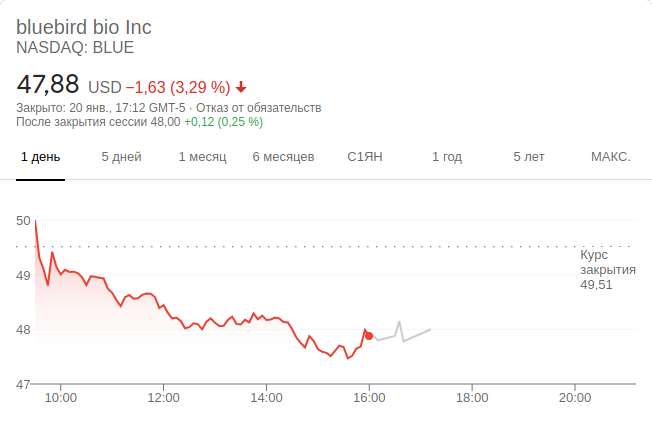 bluebird bio Inc
NASDAQ: BLUE
47,88 USD −1,63 (3,29 %)
Закрыто: 20 янв., 17:12 GMT-5 · Отказ от обязательств
После закрытия сессии 48,00 +0,12 (0,25 %)
1 день 5 дней 1 месяц 6 месяцев С1ЯН 1 год 5 лет МАКС.
50
Курс
закрытия
49,51
49
48
47
10:00 12:00 14:00 16:00 18:00 20:00